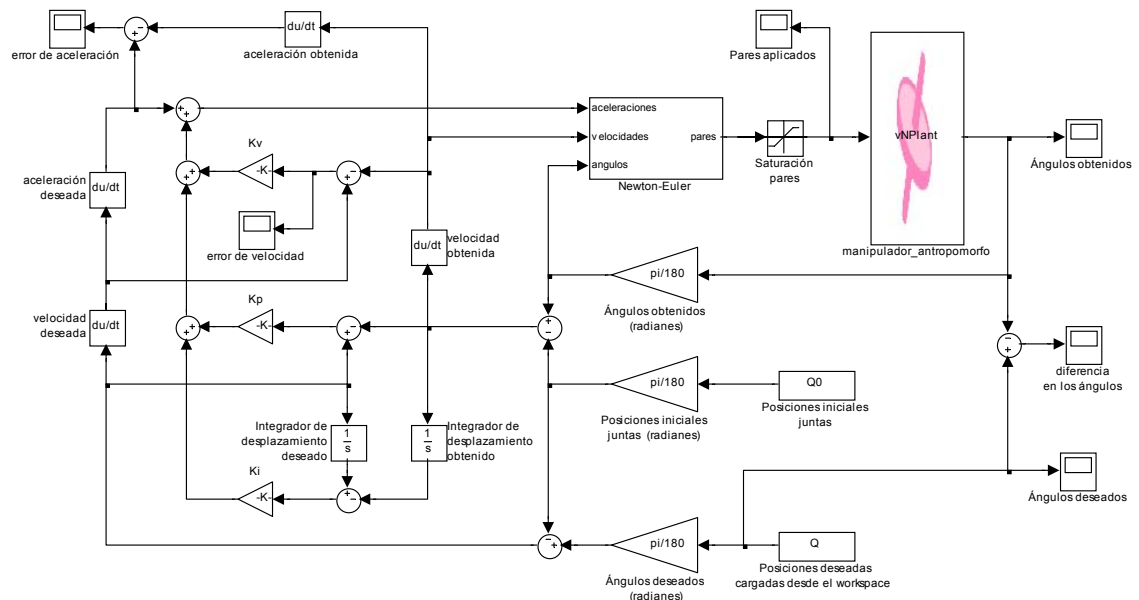 du/dt
error de aceleración
aceleración obtenida
Pares aplicados
aceleraciones
velocidades
angulos
pares
Newton-Euler
Saturación
pares
vNPlant
manipulador_antropomorfo
Ángulos obtenidos
Kv
-K-
aceleración
deseada
du/dt
error de velocidad
du/dt
velocidad
obtenida
pi/180
Ángulos obtenidos
(radianes)
velocidad
deseada
du/dt
Kp
-K-
diferencia
en los ángulos
pi/180
Posiciones iniciales
juntas (radianes)
Q0
Posiciones iniciales
juntas
Integrador de
desplazamiento
deseado
1
s
1
s
Integrador de
desplazamiento
obtenido
Ki
-K-
Ángulos deseados
pi/180
Ángulos deseados
(radianes)
Q
Posiciones deseadas
cargadas desde el workspace